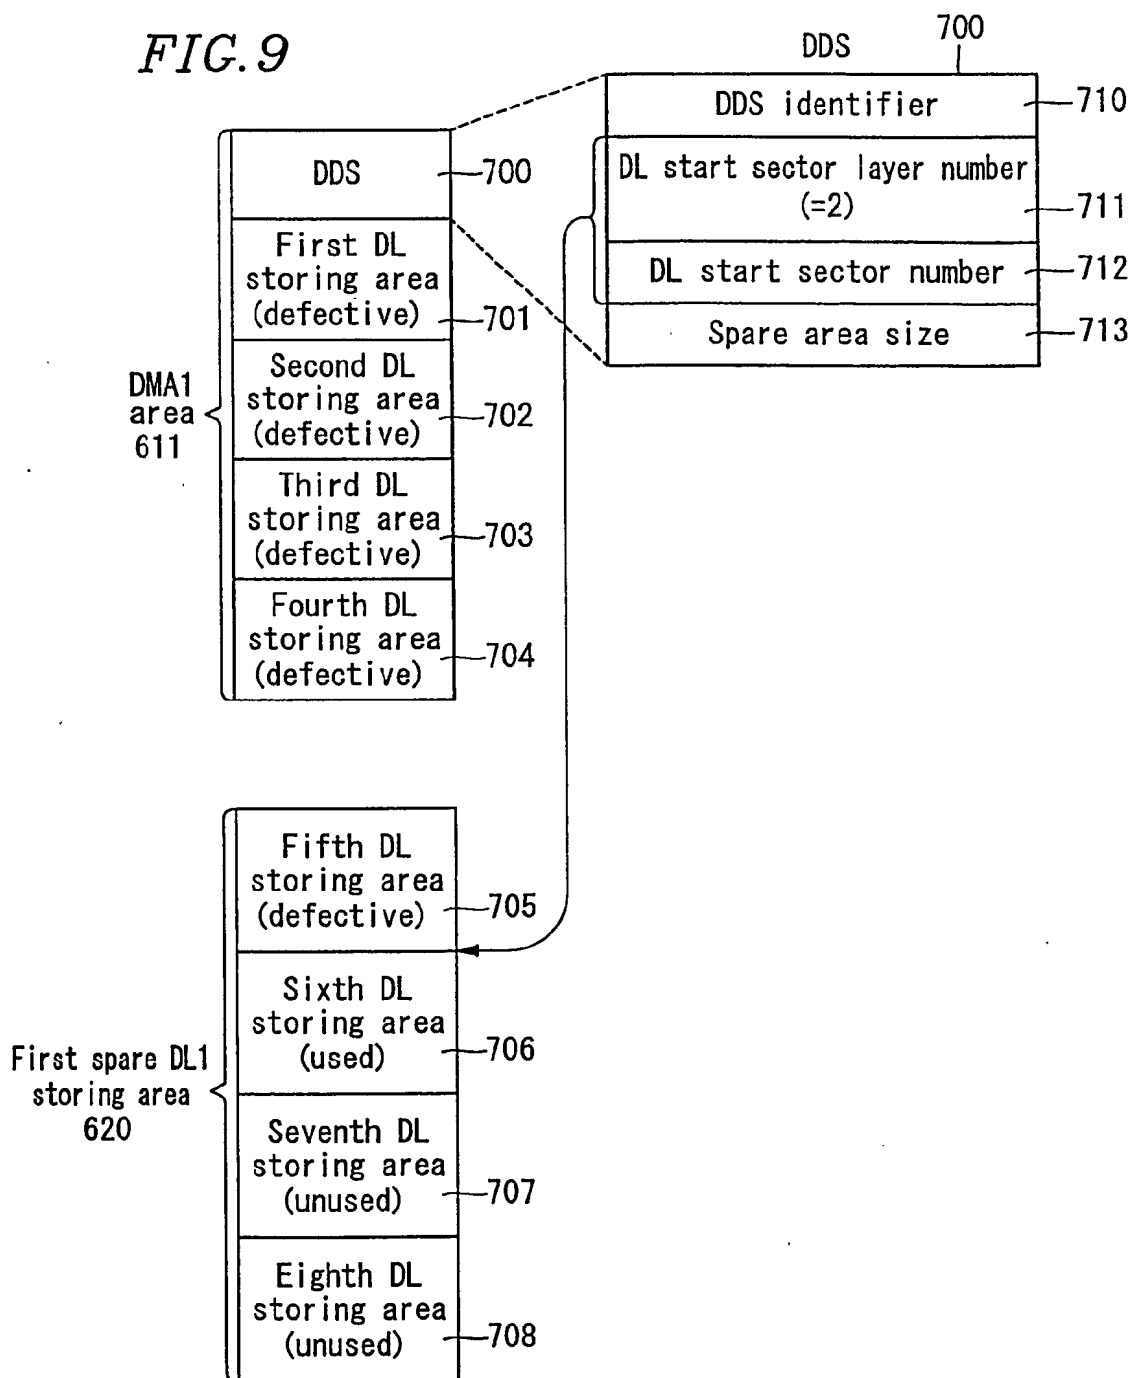 FIG. 9
DDS
700
DDS identifier
710
DL start sector layer number
(=2)
711
DL start sector number
712
Spare area size
713
DDS
700
First DL
storing area
(defective)
701
Second DL
storing area
(defective)
702
Third DL
storing area
(defective)
703
Fourth DL
storing area
(defective)
704
DMA1
area
611
Fifth DL
storing area
(defective)
705
Sixth DL
storing area
(used)
706
Seventh DL
storing area
(unused)
707
Eighth DL
storing area
(unused)
708
First spare DL1
storing area
620